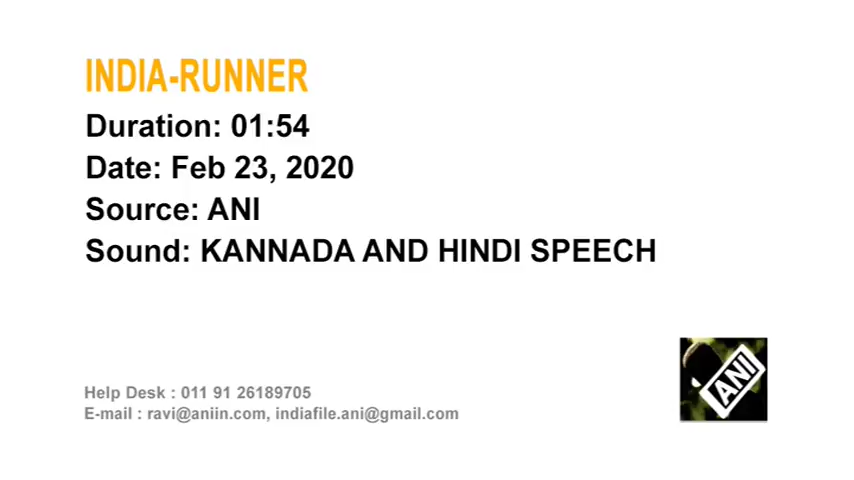 INDIA-RUNNER
Duration: 01:54
Date: Feb 23, 2020
Source: ANI
Sound: KANNADA AND HINDI SPEECH
Help Desk : 011 91 26189705
E-mail : ravi@aniin.com, indiafile.ani@gmail.com
ANI